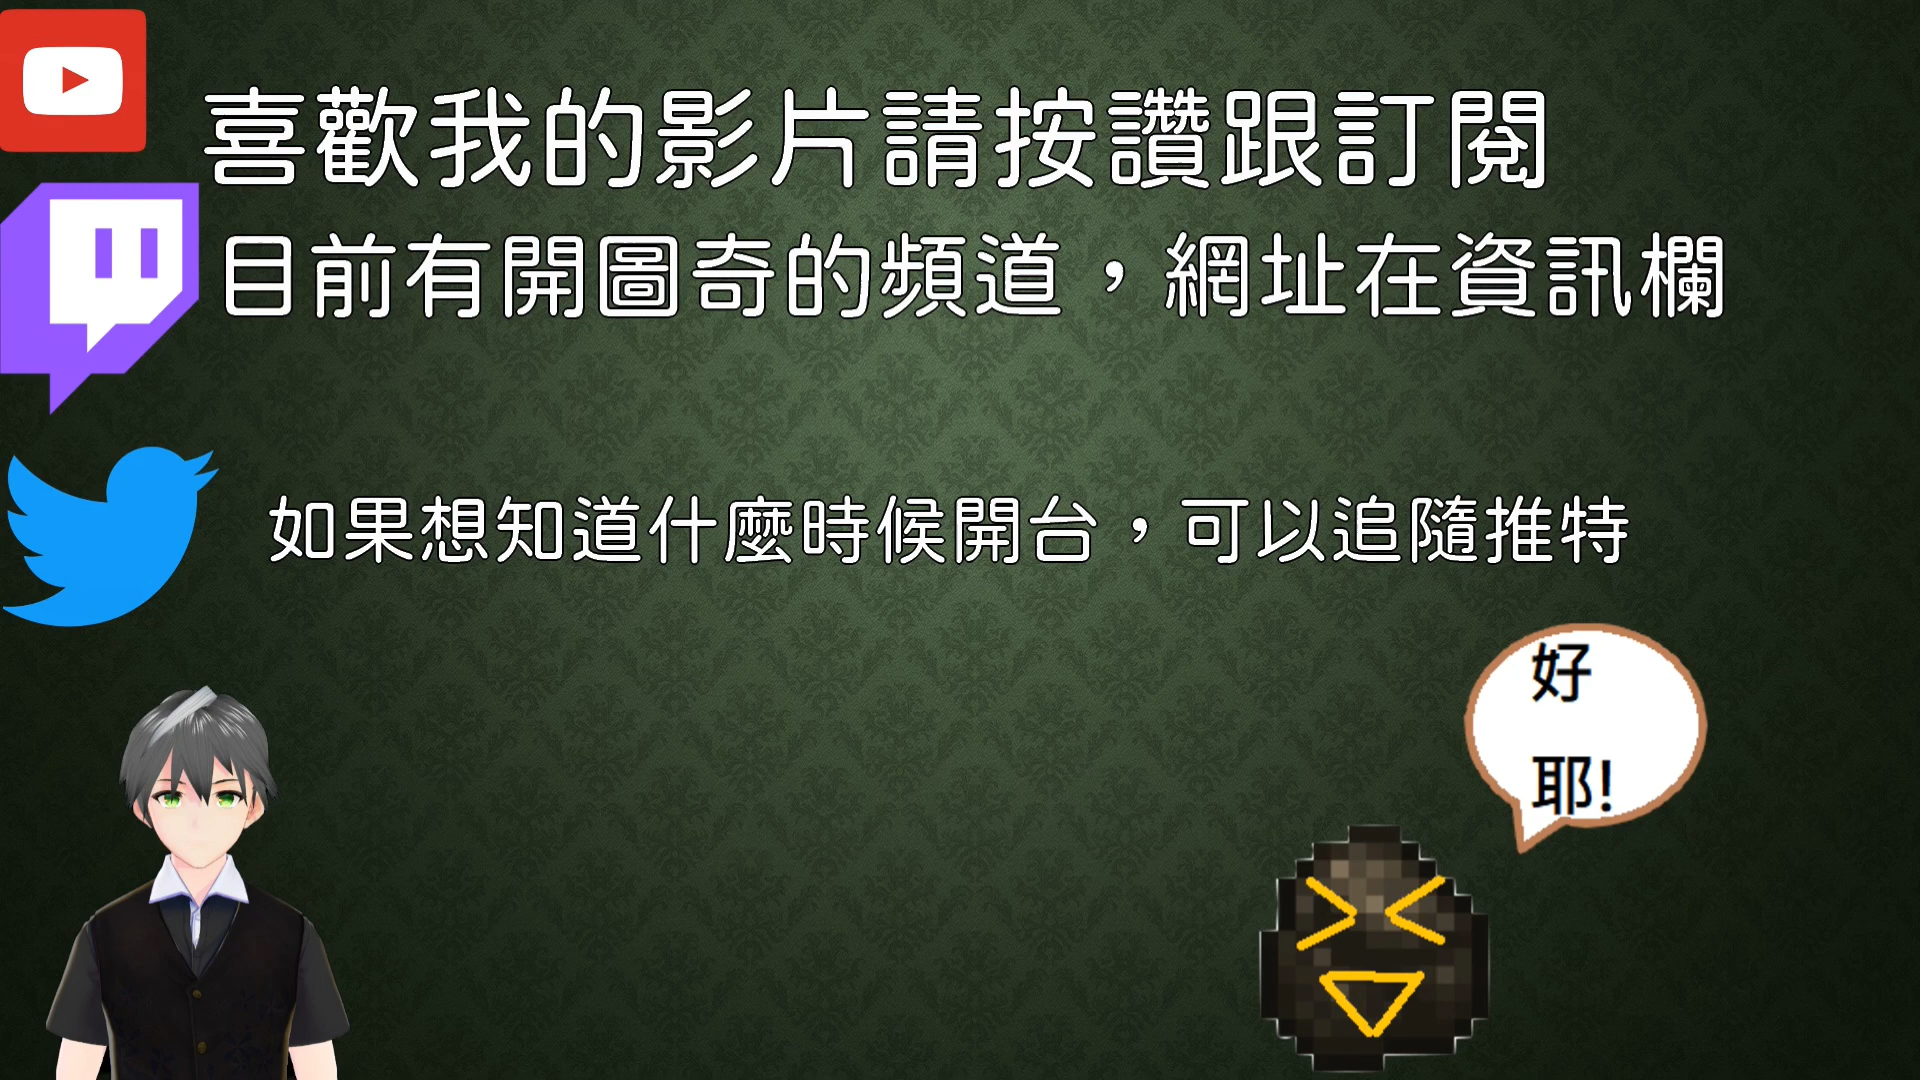 喜歡我的影片請按讚跟訂閱
目前有開圖奇的頻道，網址在資訊欄
如果想知道什麼時候開台，可以追隨推特
好
耶!